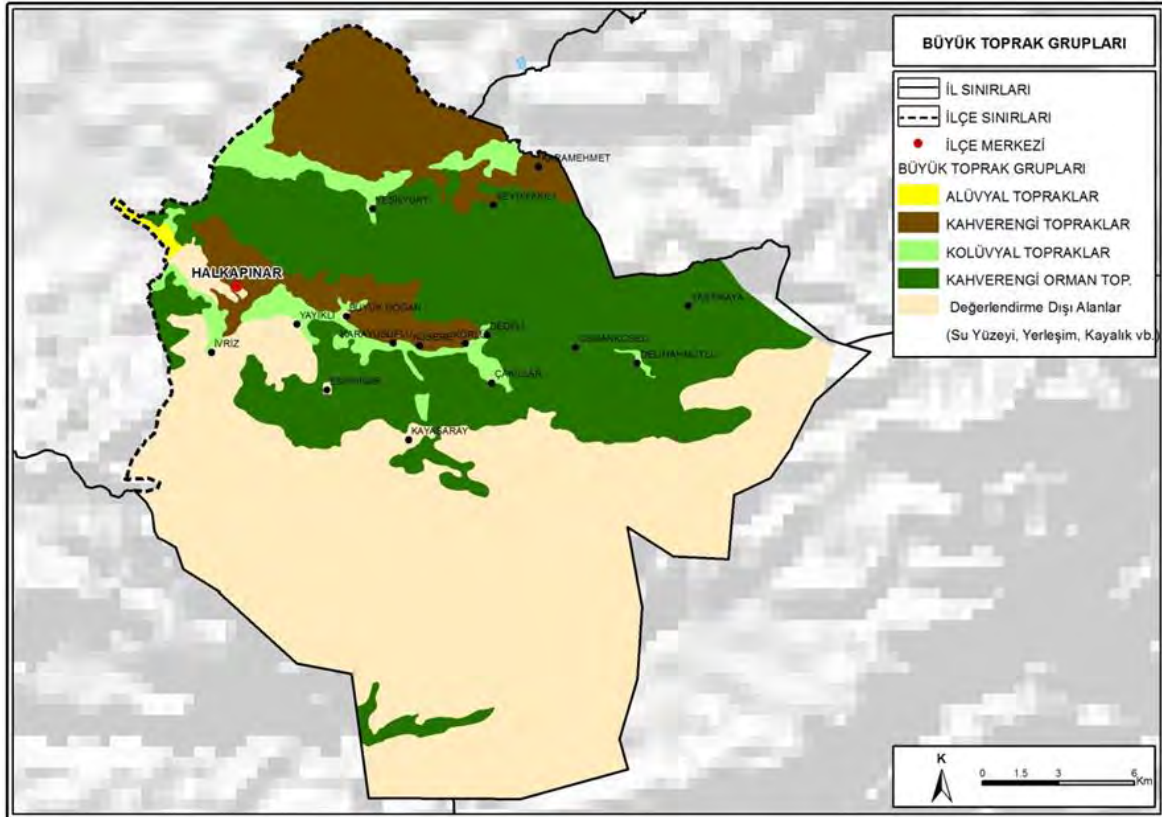 BÜYÜK TOPRAK GRUPLARI
İL SINIRLARI
İLÇE SINIRLARI
İLÇE MERKEZİ
BÜYÜK TOPRAK GRUPLARI
ALÜVYAL TOPRAKLAR
KAHVERENGİ TOPRAKLAR
KOLÜVYAL TOPRAKLAR
KAHVERENGİ ORMAN TOP.
Değerlendirme Dışı Alanlar
(Su Yüzeyi, Yerleşim, Kayalık vb.)
KARAMEHMET
YEŞİLYURT
HALKAPINAR
BÜYÜK DOĞAN
YAYIKLI
DEDELİ
KARAYUSUFLU
İVRİZ
OSMANKÖSELİ
DELİMAHMUTLU
ÇAKILLAR
KAYASARAY
K
0 1.5 3 6
Km